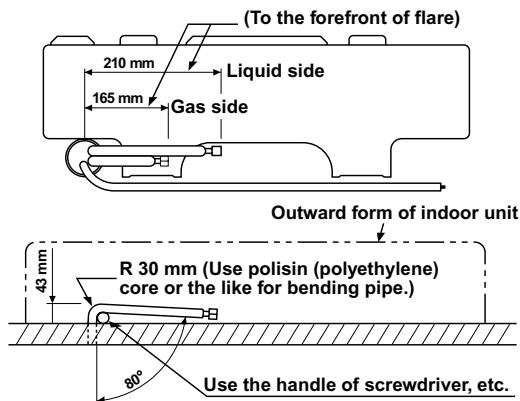 (To the forefront of flare)
210 mm
Liquid side
165 mm
Gas side
Outward form of indoor unit
43 mm
R 30 mm (Use polisin (polyethylene)
core or the like for bending pipe.)
80°
Use the handle of screwdriver, etc.